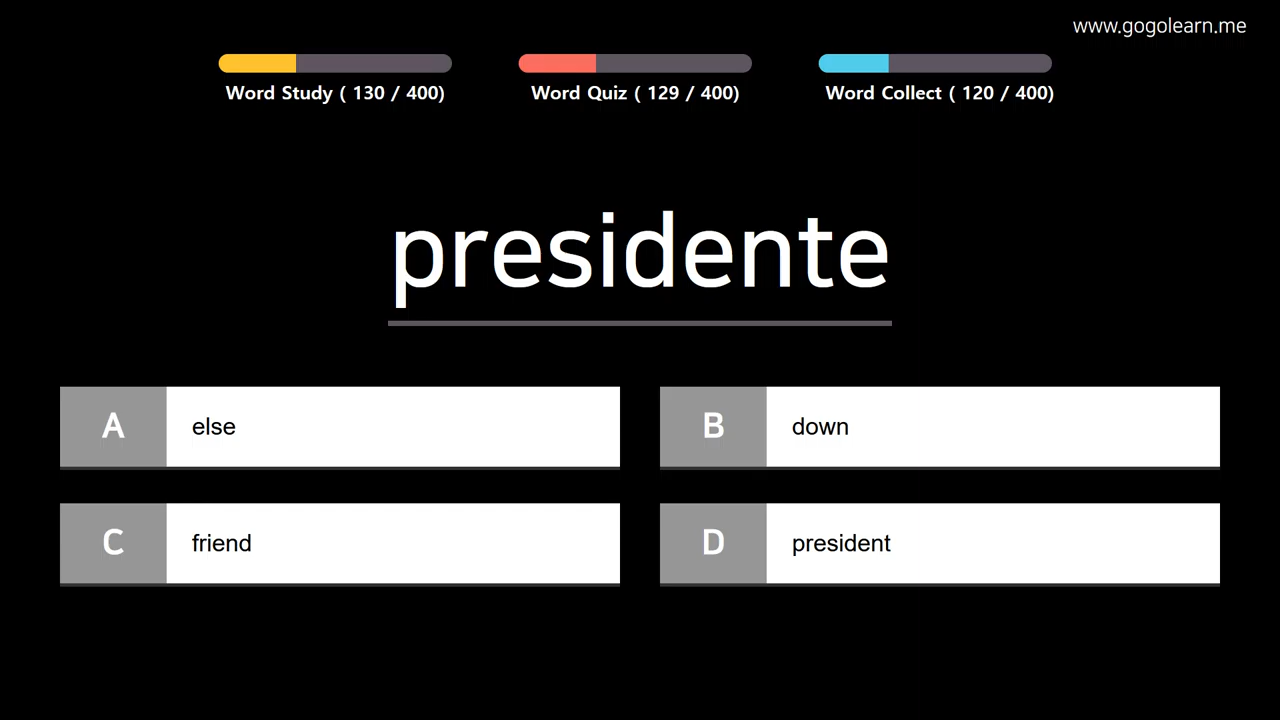 www.gogolearn.me
Word Study ( 130 / 400)
Word Quiz ( 129 / 400)
Word Collect ( 120 / 400)
presidente
A else
B down
C friend
D president